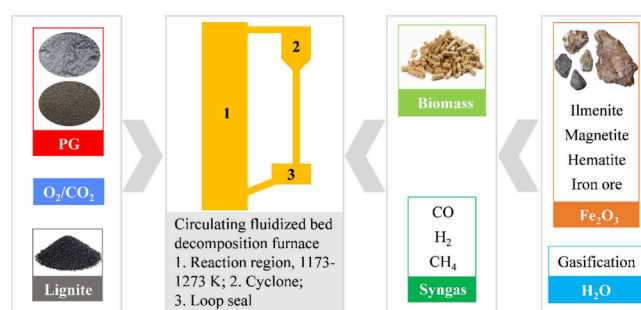 PG
O₂/CO₂
Lignite
1
2
3
Circulating fluidized bed
decomposition furnace
1. Reaction region, 1173-
1273 K; 2. Cyclone;
3. Loop seal
Biomass
CO
H₂
CH₄
Syngas
Ilmenite
Magnetite
Hematite
Iron ore
Fe₂O₃
Gasification
H₂O